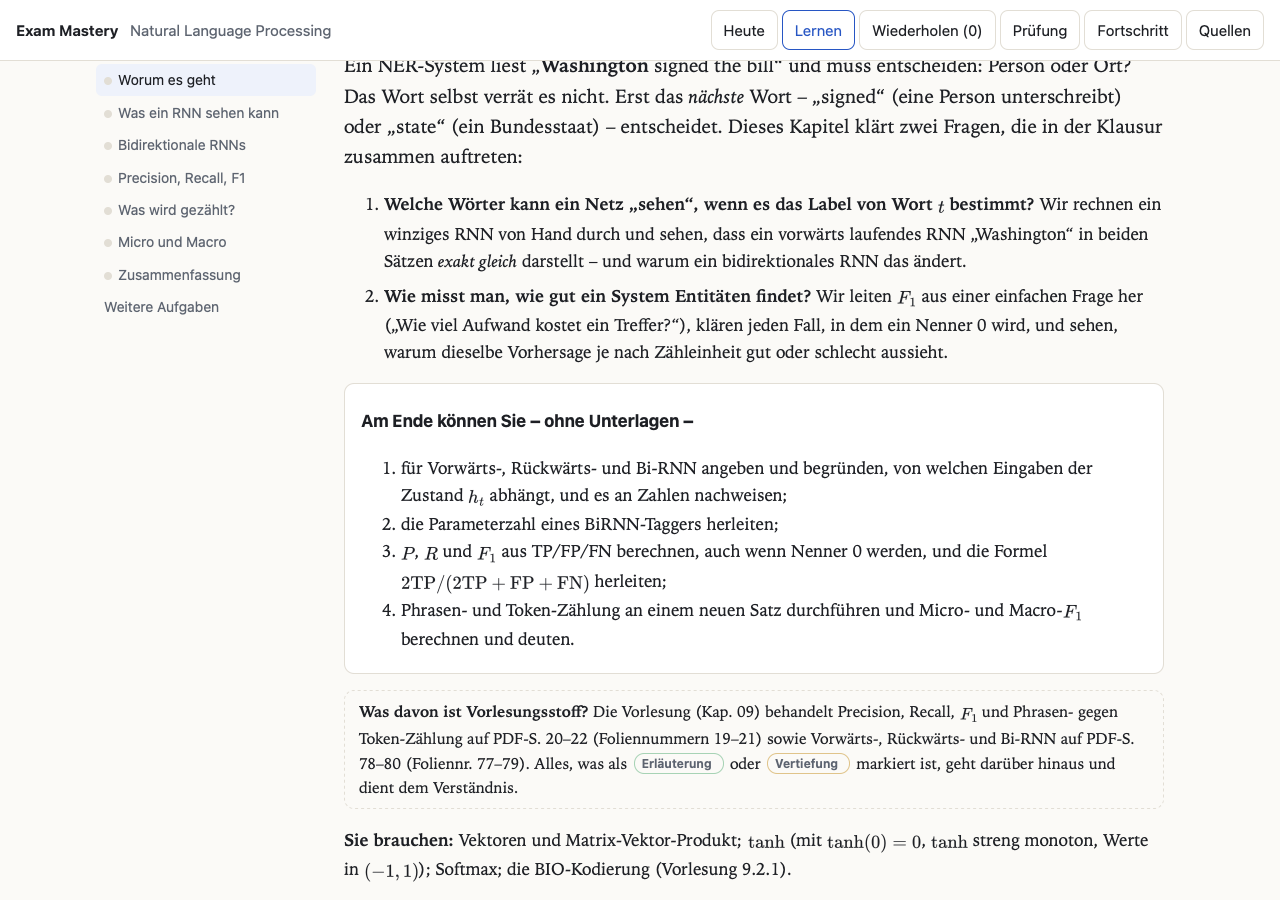 Exam Mastery Natural Language Processing Heute Lernen Wiederholen (0) Prüfung Fortschritt Quellen
Worum es geht
Was ein RNN sehen kann
Bidirektionale RNNs
Precision, Recall, F1
Was wird gezählt?
Micro und Macro
Zusammenfassung
Weitere Aufgaben
Ein NER-System liest „Washington signed the bill“ und muss entscheiden: Person oder Ort?
Das Wort selbst verrät es nicht. Erst das nächste Wort – „signed“ (eine Person unterschreibt)
oder „state“ (ein Bundesstaat) – entscheidet. Dieses Kapitel klärt zwei Fragen, die in der Klausur
zusammen auftreten:
1. Welche Wörter kann ein Netz „sehen“, wenn es das Label von Wort t bestimmt? Wir rechnen ein
winziges RNN von Hand durch und sehen, dass ein vorwärts laufendes RNN „Washington“ in beiden
Sätzen exakt gleich darstellt – und warum ein bidirektionales RNN das ändert.
2. Wie misst man, wie gut ein System Entitäten findet? Wir leiten F₁ aus einer einfachen Frage her
(„Wie viel Aufwand kostet ein Treffer?“), klären jeden Fall, in dem ein Nenner 0 wird, und sehen,
warum dieselbe Vorhersage je nach Zähleinheit gut oder schlecht aussieht.
Am Ende können Sie – ohne Unterlagen –
1. für Vorwärts-, Rückwärts- und Bi-RNN angeben und begründen, von welchen Eingaben der
Zustand hₜ abhängt, und es an Zahlen nachweisen;
2. die Parameterzahl eines BiRNN-Taggers herleiten;
3. P, R und F₁ aus TP/FP/FN berechnen, auch wenn Nenner 0 werden, und die Formel
2TP/(2TP + FP + FN) herleiten;
4. Phrasen- und Token-Zählung an einem neuen Satz durchführen und Micro- und Macro-F₁
berechnen und deuten.
Was davon ist Vorlesungsstoff? Die Vorlesung (Kap. 09) behandelt Precision, Recall, F₁ und Phrasen- gegen
Token-Zählung auf PDF-S. 20–22 (Foliennummern 19–21) sowie Vorwärts-, Rückwärts- und Bi-RNN auf PDF-S.
78–80 (Foliennr. 77–79). Alles, was als Erläuterung oder Vertiefung markiert ist, geht darüber hinaus und
dient dem Verständnis.
Sie brauchen: Vektoren und Matrix-Vektor-Produkt; tanh (mit tanh(0) = 0, tanh streng monoton, Werte
in (−1, 1)); Softmax; die BIO-Kodierung (Vorlesung 9.2.1).